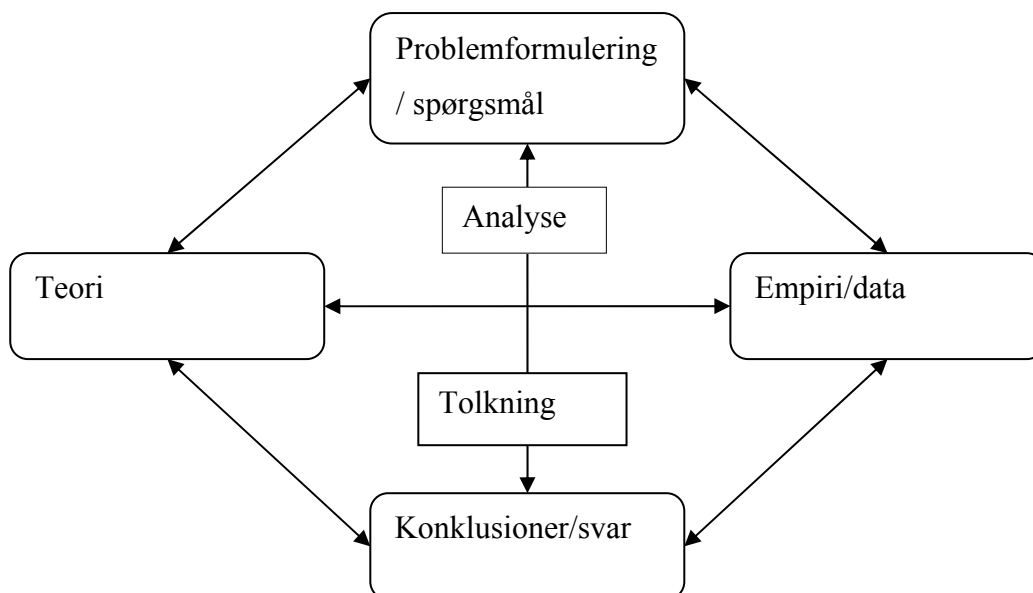 Problemformulering
/ spørgsmål
Analyse
Teori
Empiri/data
Tolkning
Konklusioner/svar